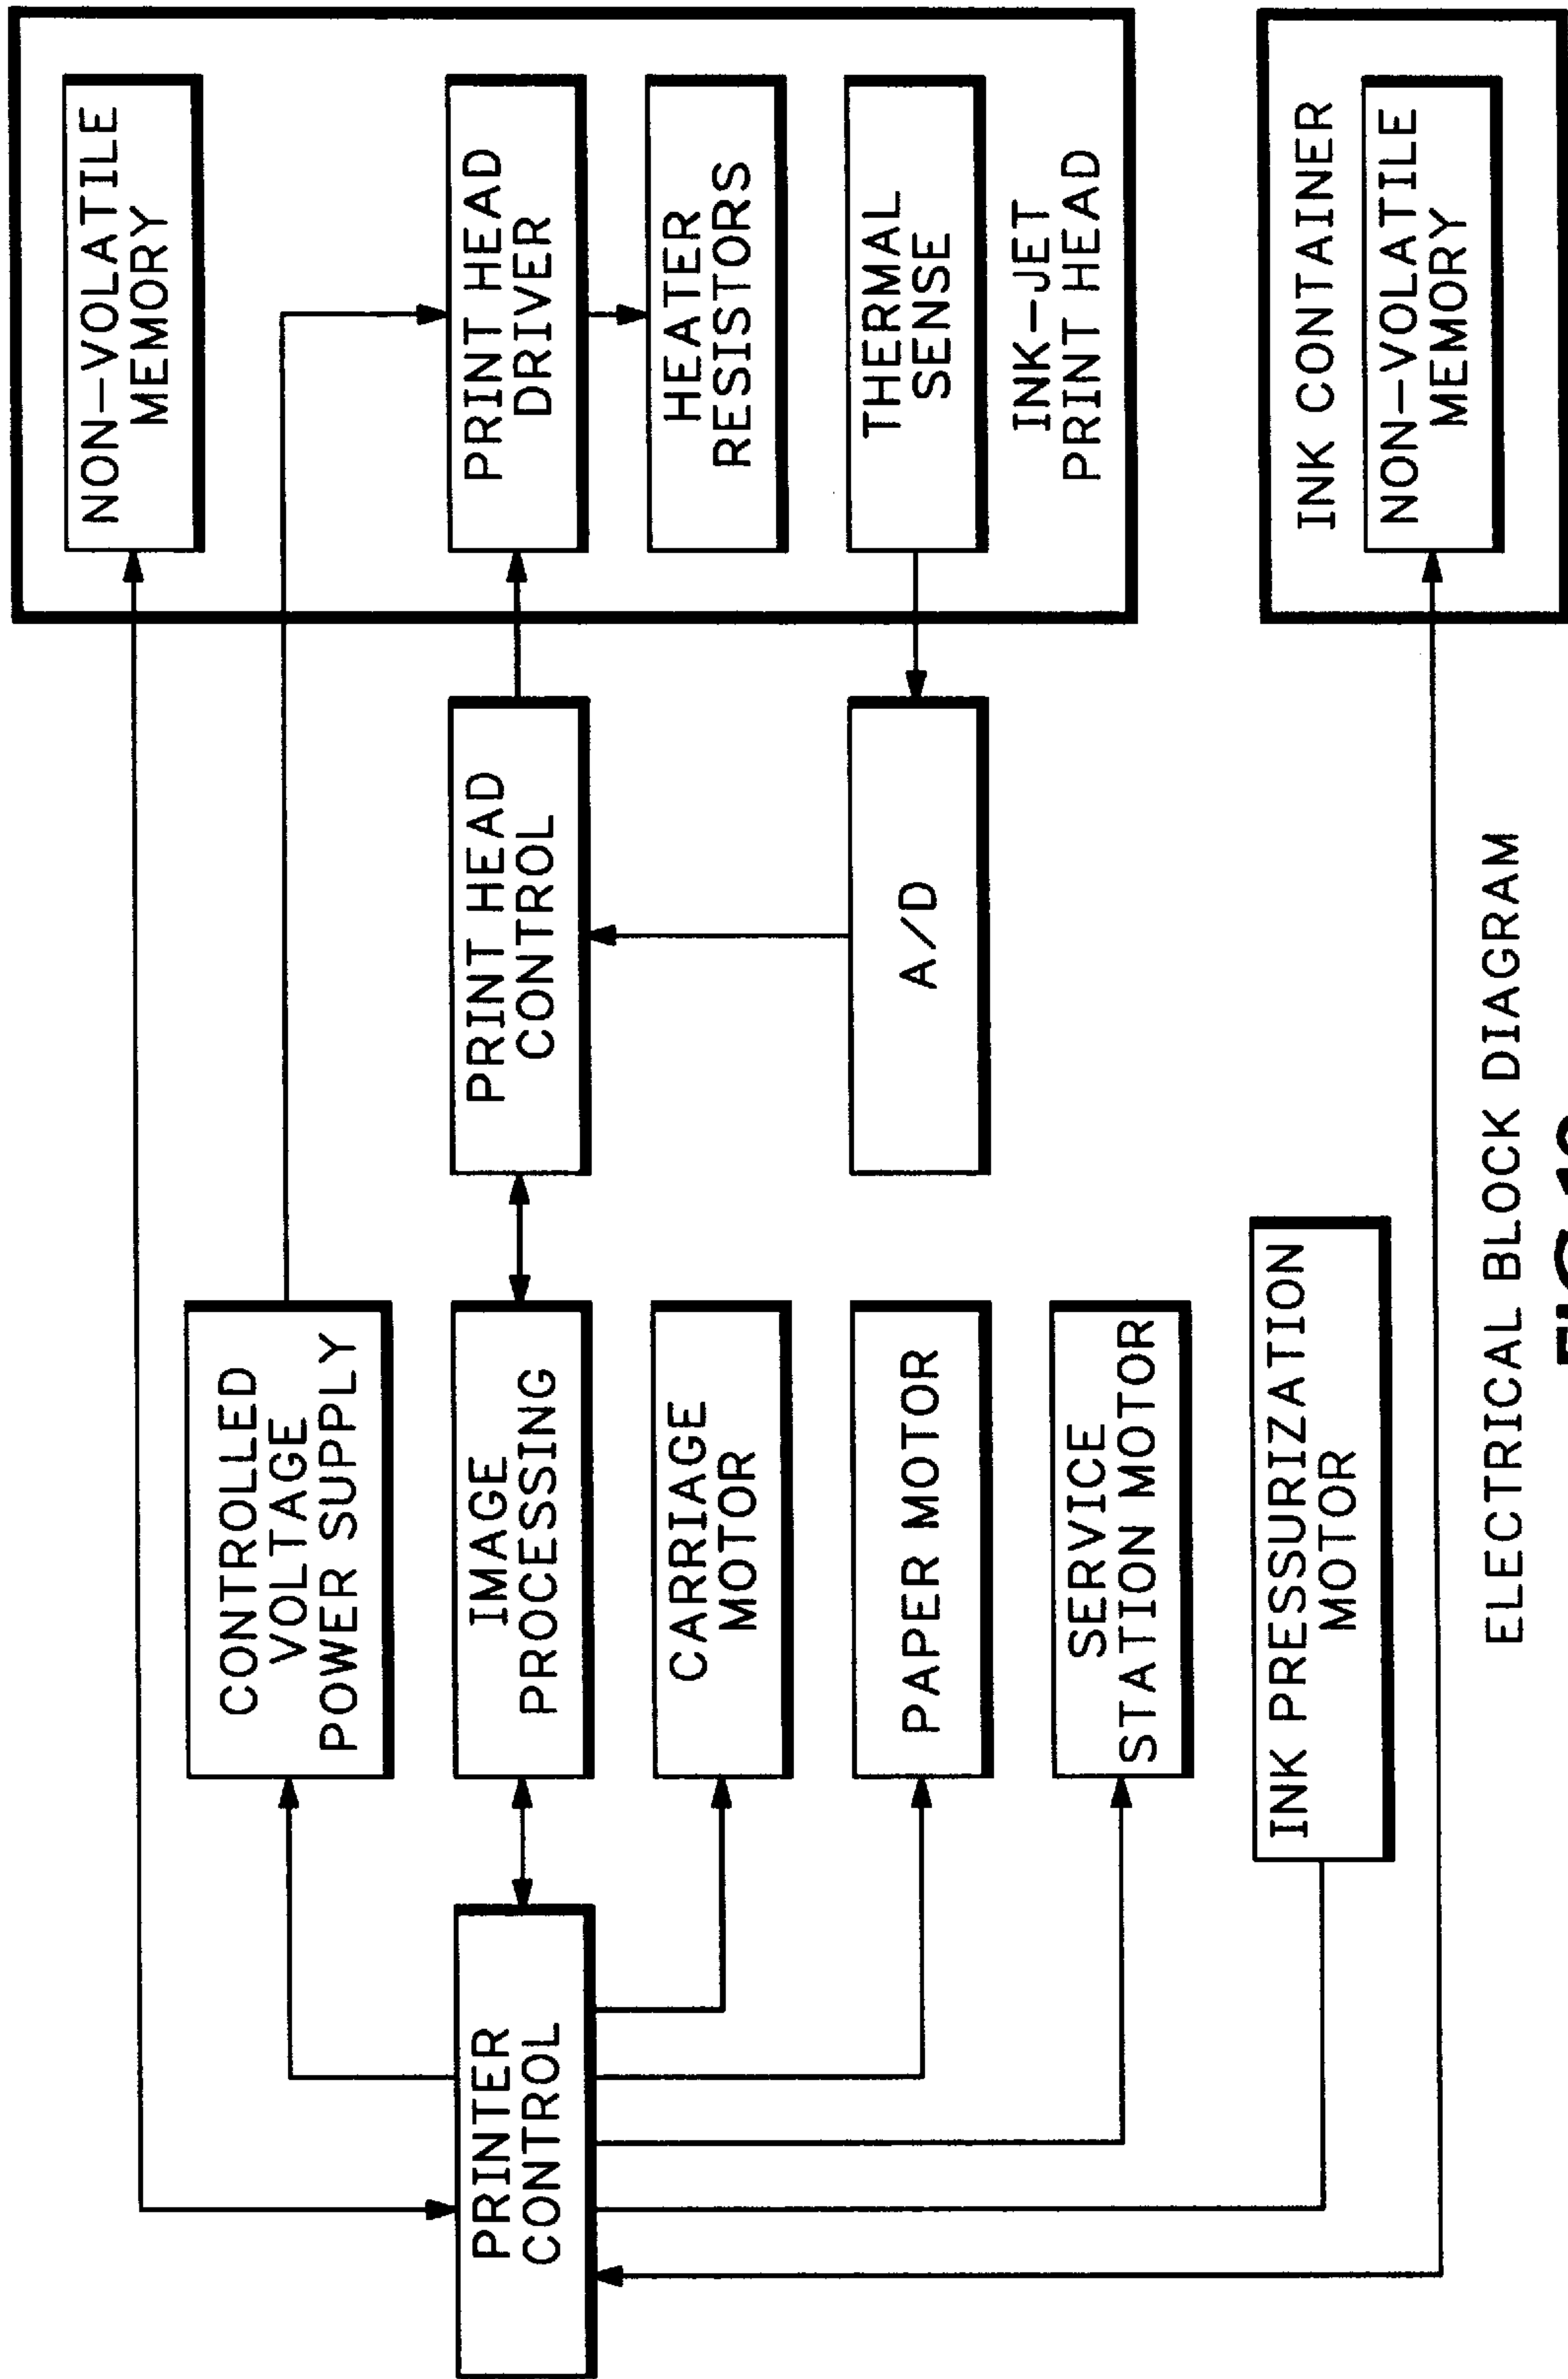 NON-VOLATILE
MEMORY
CONTROLLED
VOLTAGE
POWER SUPPLY
PRINTER
CONTROL
IMAGE
PROCESSING
PRINT HEAD
CONTROL
PRINT HEAD
DRIVER
CARRIAGE
MOTOR
HEATER
RESISTORS
PAPER MOTOR
A/D
THERMAL
SENSE
SERVICE
STATION MOTOR
INK-JET
PRINT HEAD
INK PRESSURIZATION
MOTOR
INK CONTAINER
NON-VOLATILE
MEMORY
ELECTRICAL BLOCK DIAGRAM